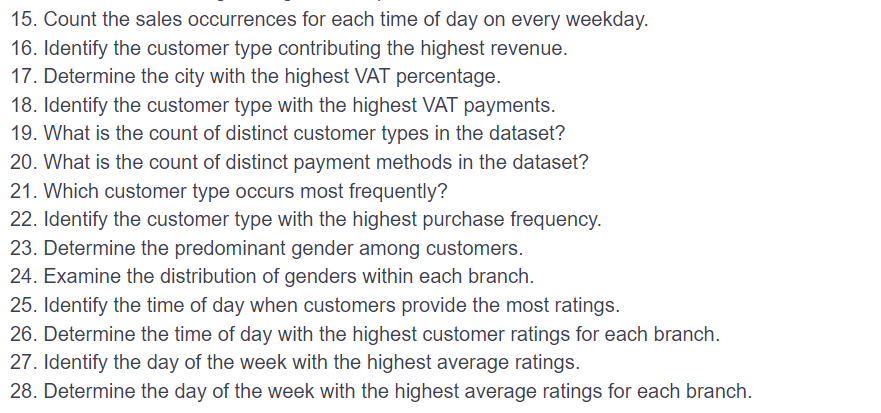 15. Count the sales occurrences for each time of day on every weekday.
16. Identify the customer type contributing the highest revenue.
17. Determine the city with the highest VAT percentage.
18. Identify the customer type with the highest VAT payments.
19. What is the count of distinct customer types in the dataset?
20. What is the count of distinct payment methods in the dataset?
21. Which customer type occurs most frequently?
22. Identify the customer type with the highest purchase frequency.
23. Determine the predominant gender among customers.
24. Examine the distribution of genders within each branch.
25. Identify the time of day when customers provide the most ratings.
26. Determine the time of day with the highest customer ratings for each branch.
27. Identify the day of the week with the highest average ratings.
28. Determine the day of the week with the highest average ratings for each branch.